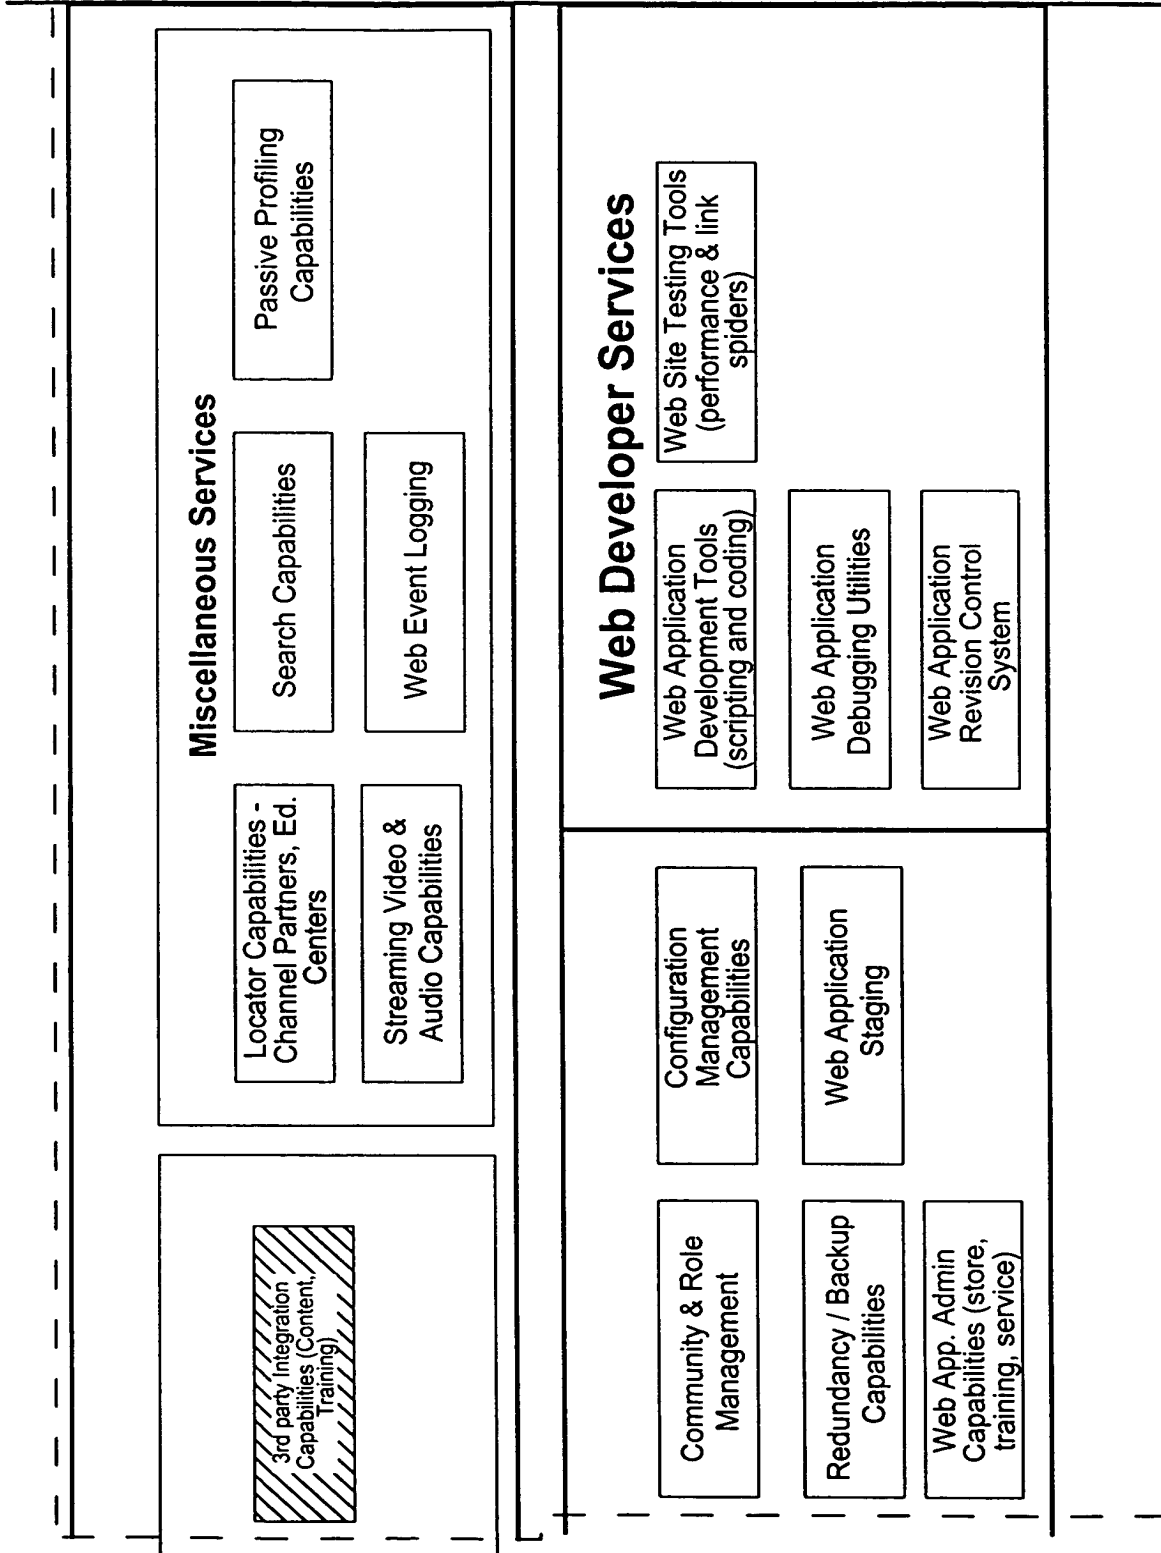 3rd party Integration
Capabilities (Content,
Training)
Miscellaneous Services
Locator Capabilities -
Channel Partners, Ed.
Centers
Search Capabilities
Passive Profiling
Capabilities
Streaming Video &
Audio Capabilities
Web Event Logging
Community & Role
Management
Configuration
Management
Capabilities
Redundancy / Backup
Capabilities
Web Application
Staging
Web App. Admin
Capabilities (store,
training, service)
Web Developer Services
Web Application
Development Tools
(scripting and coding)
Web Site Testing Tools
(performance & link
spiders)
Web Application
Debugging Utilities
Web Application
Revision Control
System